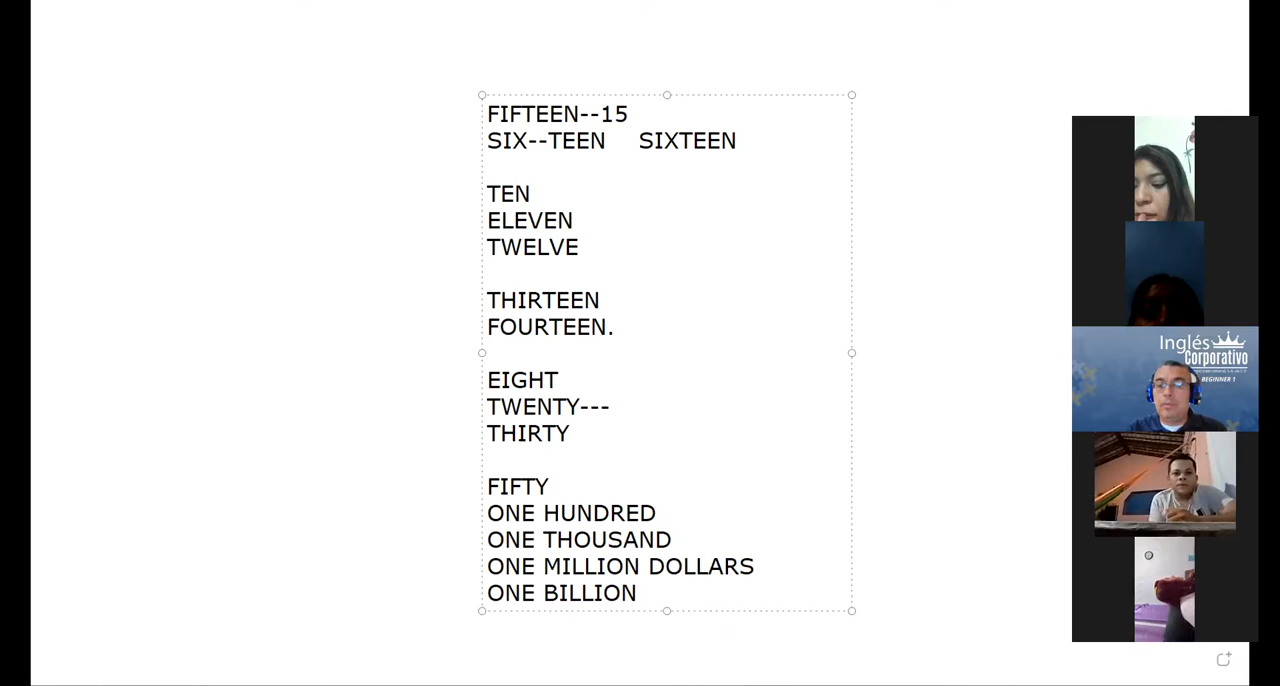 FIFTEEN--15
SIX--TEEN SIXTEEN
TEN
ELEVEN
TWELVE
THIRTEEN
FOURTEEN.
EIGHT
TWENTY---
THIRTY
FIFTY
ONE HUNDRED
ONE THOUSAND
ONE MILLION DOLLARS
ONE BILLION
Inglés
Corporativo
BEGINNER 1